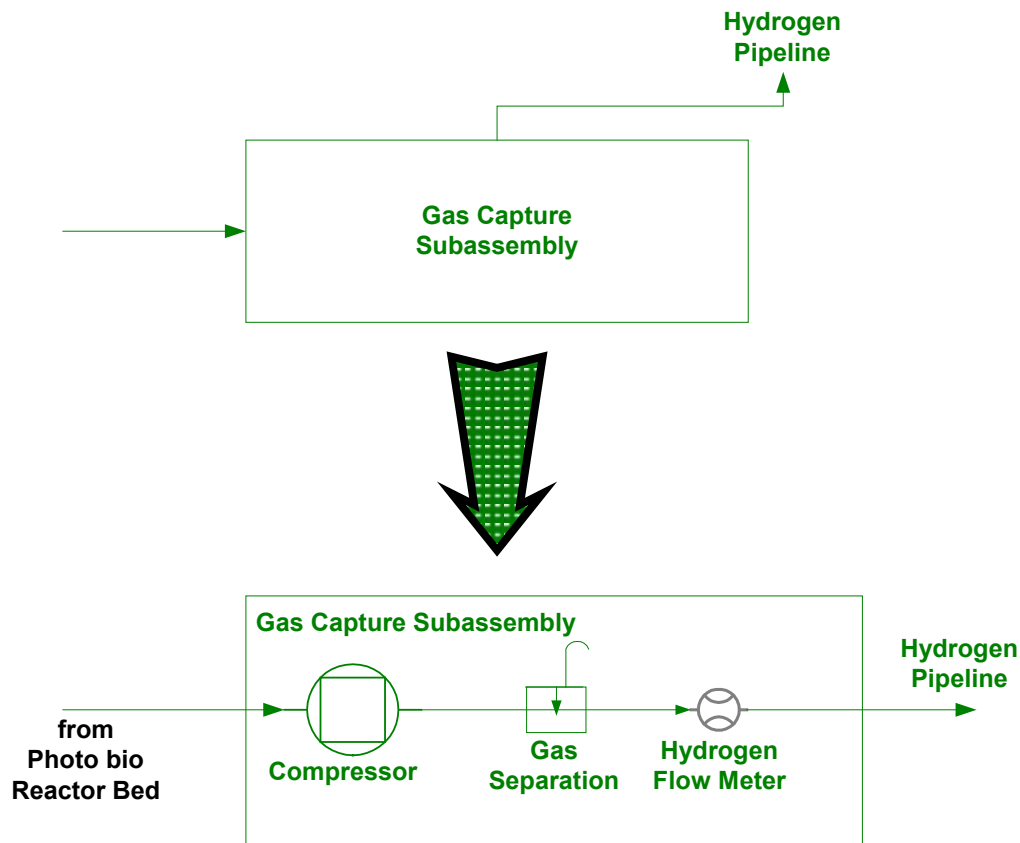 Hydrogen
Pipeline
Gas Capture
Subassembly
Gas Capture Subassembly
Hydrogen
Pipeline
from
Photo bio
Reactor Bed
Compressor
Gas
Separation
Hydrogen
Flow Meter